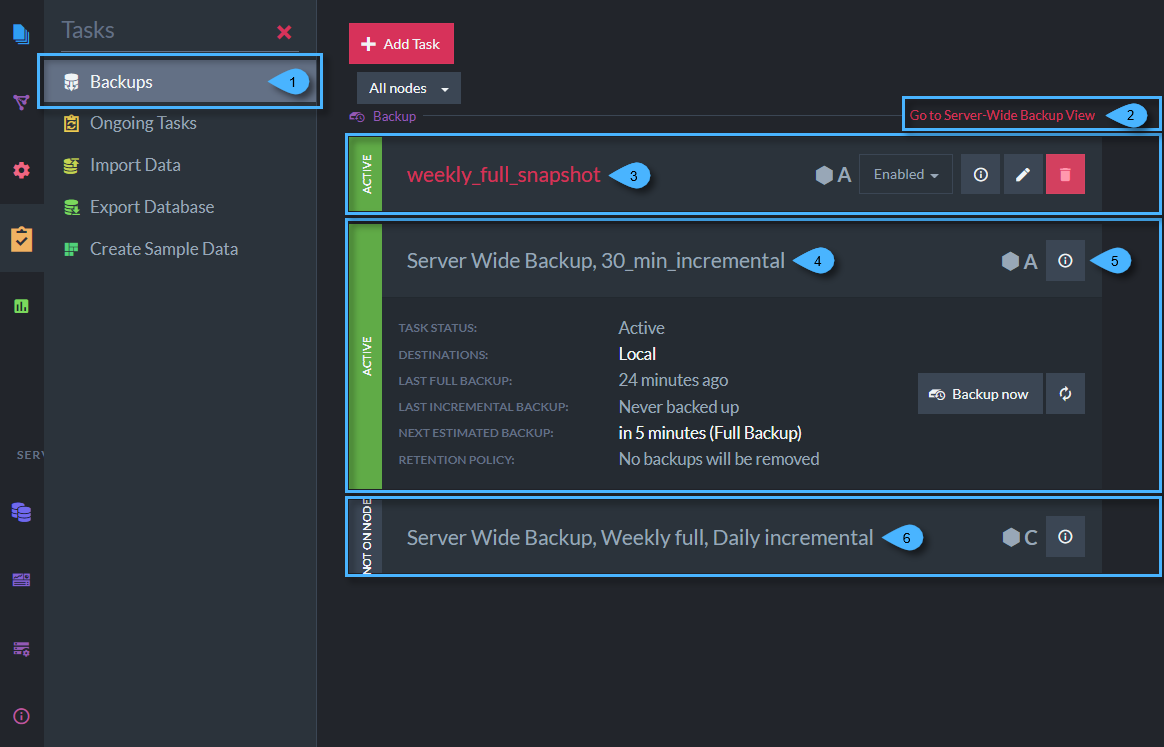 Tasks
Backups
1
Ongoing Tasks
Import Data
Export Database
Create Sample Data
SERV
Add Task
All nodes
Backup
Go to Server-Wide Backup View
2
ACTIVE
weekly_full_snapshot
3
A
Enabled
ACTIVE
Server Wide Backup, 30_min_incremental
4
A
5
TASK STATUS: Active
DESTINATIONS: Local
LAST FULL BACKUP: 24 minutes ago
LAST INCREMENTAL BACKUP: Never backed up
NEXT ESTIMATED BACKUP: in 5 minutes (Full Backup)
RETENTION POLICY: No backups will be removed
Backup now
NOT ON NODE
Server Wide Backup, Weekly full, Daily incremental
6
C